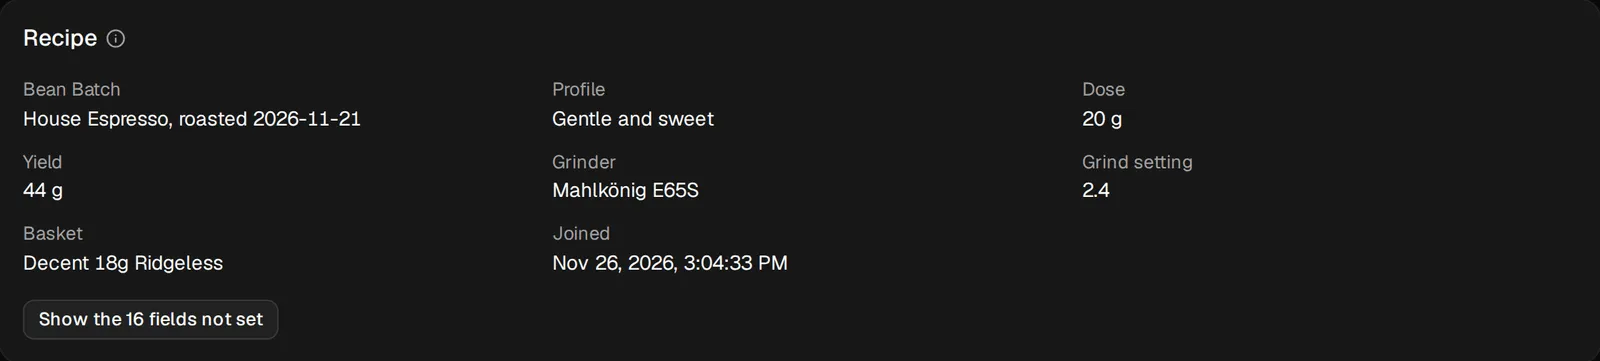 Recipe
Bean Batch
House Espresso, roasted 2026-11-21
Profile
Gentle and sweet
Dose
20 g
Yield
44 g
Grinder
Mahlkönig E65S
Grind setting
2.4
Basket
Decent 18g Ridgeless
Joined
Nov 26, 2026, 3:04:33 PM
Show the 16 fields not set